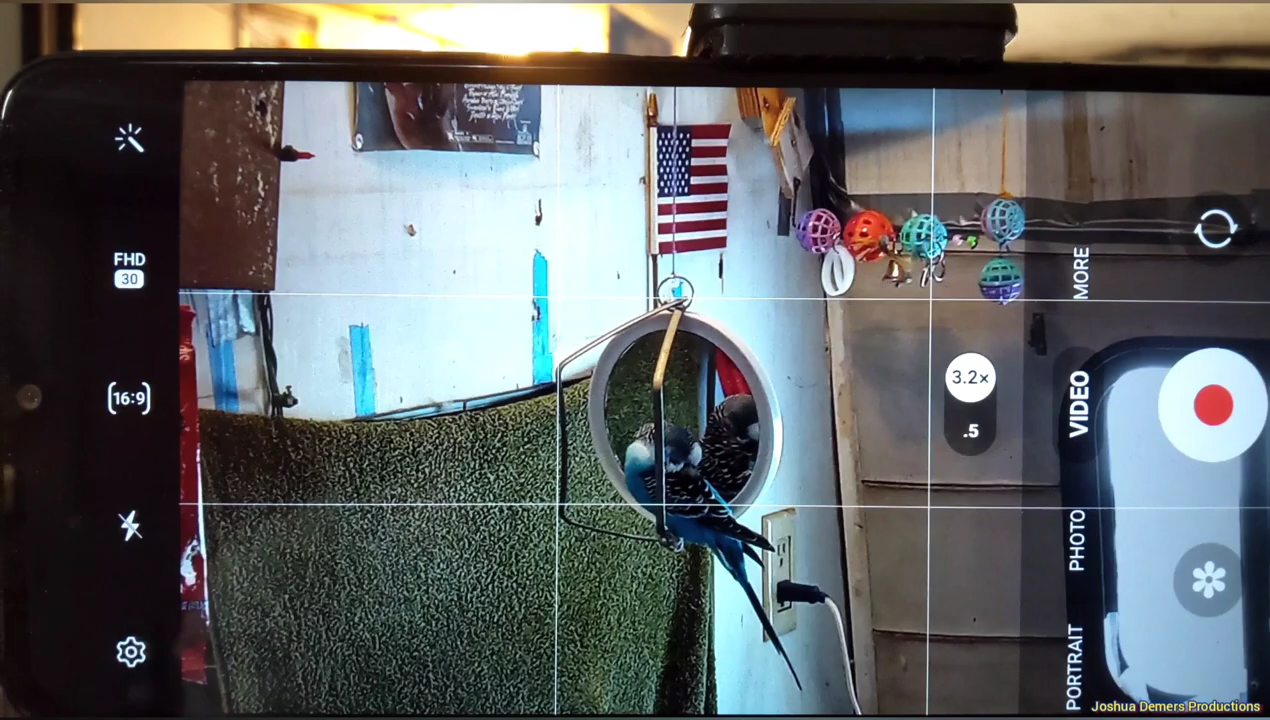 FHD
30
16:9
3.2×
.5
MORE
VIDEO
PHOTO
PORTRAIT
Joshua Demers Productions